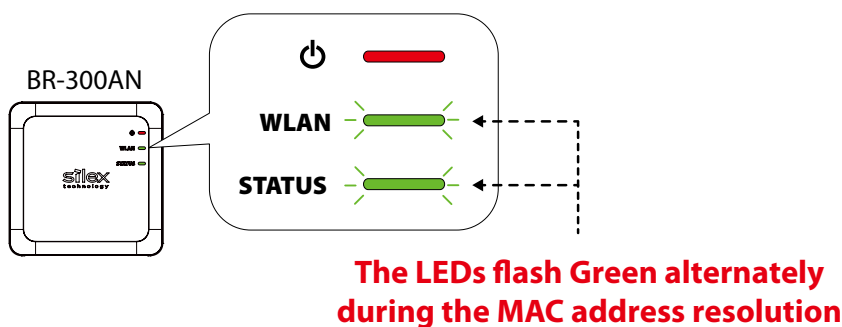 BR-300AN
WLAN
STATUS
WLAN
STATUS
silex
technology
The LEDs flash Green alternately
during the MAC address resolution